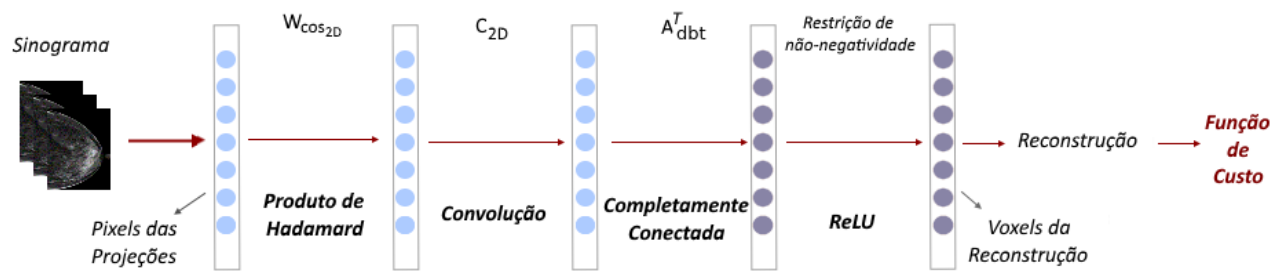 Sinograma
W_cos_2D
C_2D
A^T_dbt
Restrição de
não-negatividade
Reconstrução
Função
de
Custo
Pixels das
Projeções
Produto de
Hadamard
Convolução
Completamente
Conectada
ReLU
Voxels da
Reconstrução